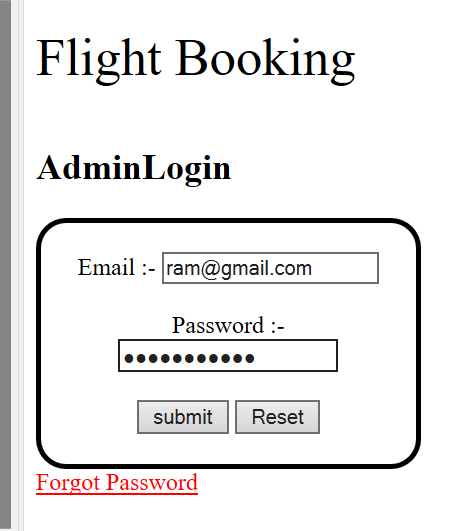 Flight Booking
AdminLogin
Email :- ram@gmail.com
Password :-
●●●●●●●●●●●
submit Reset
Forgot Password